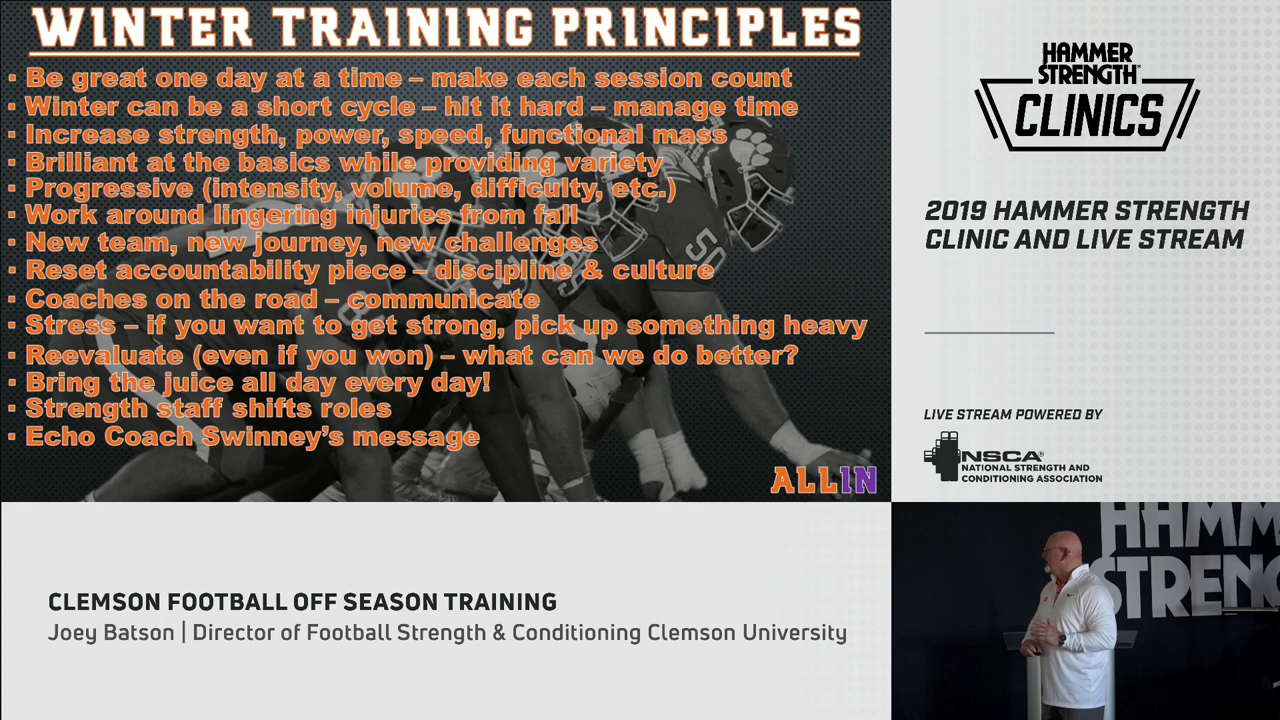 WINTER TRAINING PRINCIPLES
▪ Be great one day at a time – make each session count
▪ Winter can be a short cycle – hit it hard – manage time
▪ Increase strength, power, speed, functional mass
▪ Brilliant at the basics while providing variety
▪ Progressive (intensity, volume, difficulty, etc.)
▪ Work around lingering injuries from fall
▪ New team, new journey, new challenges
▪ Reset accountability piece – discipline & culture
▪ Coaches on the road – communicate
▪ Stress – if you want to get strong, pick up something heavy
▪ Reevaluate (even if you won) – what can we do better?
▪ Bring the juice all day every day!
▪ Strength staff shifts roles
▪ Echo Coach Swinney's message
50
ALLIN
HAMMER
STRENGTH
CLINICS
2019 HAMMER STRENGTH
CLINIC AND LIVE STREAM
LIVE STREAM POWERED BY
NSCA®
NATIONAL STRENGTH AND
CONDITIONING ASSOCIATION
CLEMSON FOOTBALL OFF SEASON TRAINING
Joey Batson | Director of Football Strength & Conditioning Clemson University
HAMM
STRENG